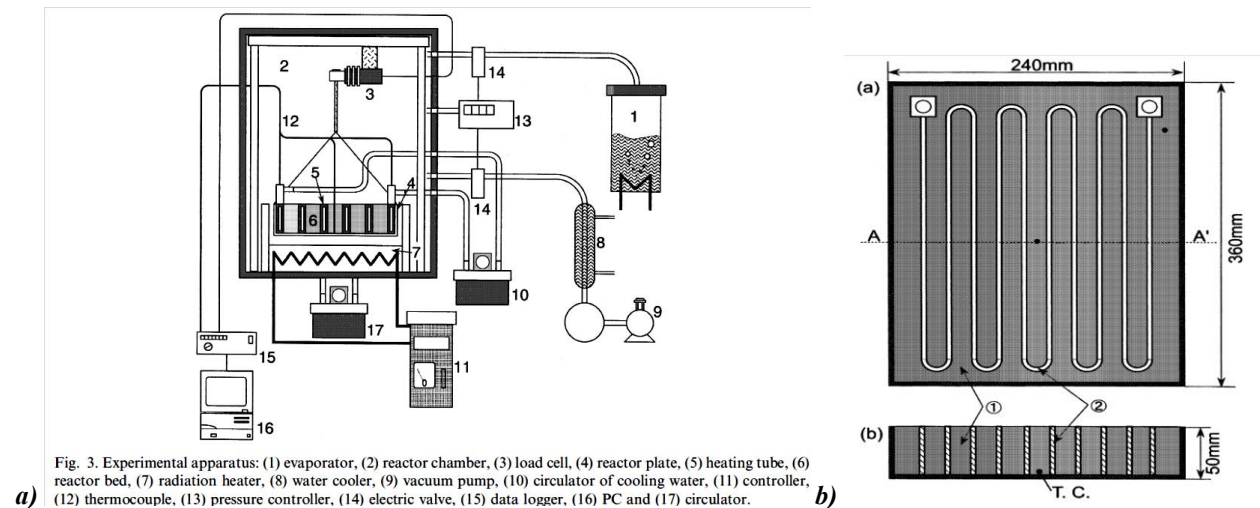 2
14
1
3
13
12
5
4
14
6
8
7
10
9
17
15
11
16
Fig. 3. Experimental apparatus: (1) evaporator, (2) reactor chamber, (3) load cell, (4) reactor plate, (5) heating tube, (6)
reactor bed, (7) radiation heater, (8) water cooler, (9) vacuum pump, (10) circulator of cooling water, (11) controller,
(12) thermocouple, (13) pressure controller, (14) electric valve, (15) data logger, (16) PC and (17) circulator.
a)
240mm
(a)
A
A'
360mm
①
②
(b)
50mm
T. C.
b)